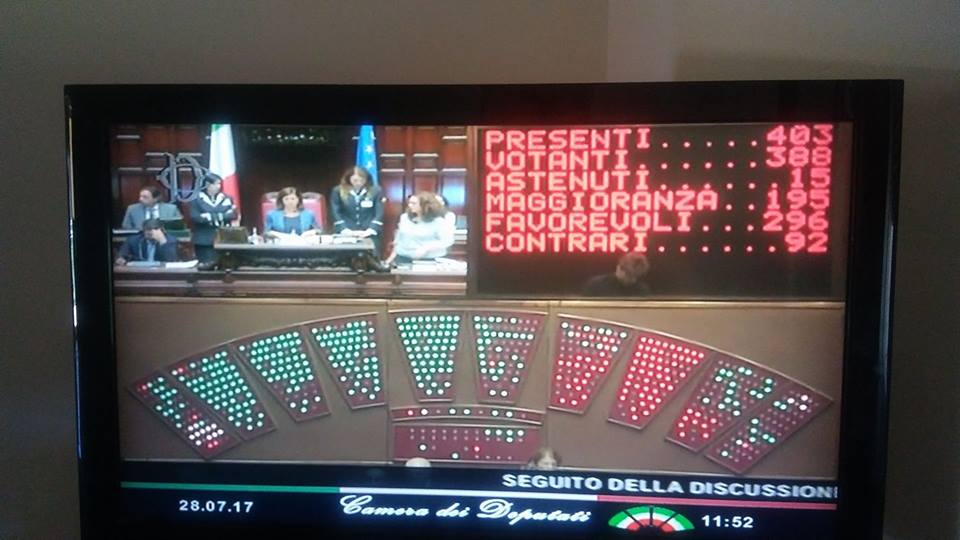 PRESENTI.....403
VOTANTI......388
ASTENUTI......15
MAGGIORANZA..195
FAVOREVOLI...296
CONTRARI......92
SEGUITO DELLA DISCUSSION
28.07.17
Camera dei Deputati
11:52